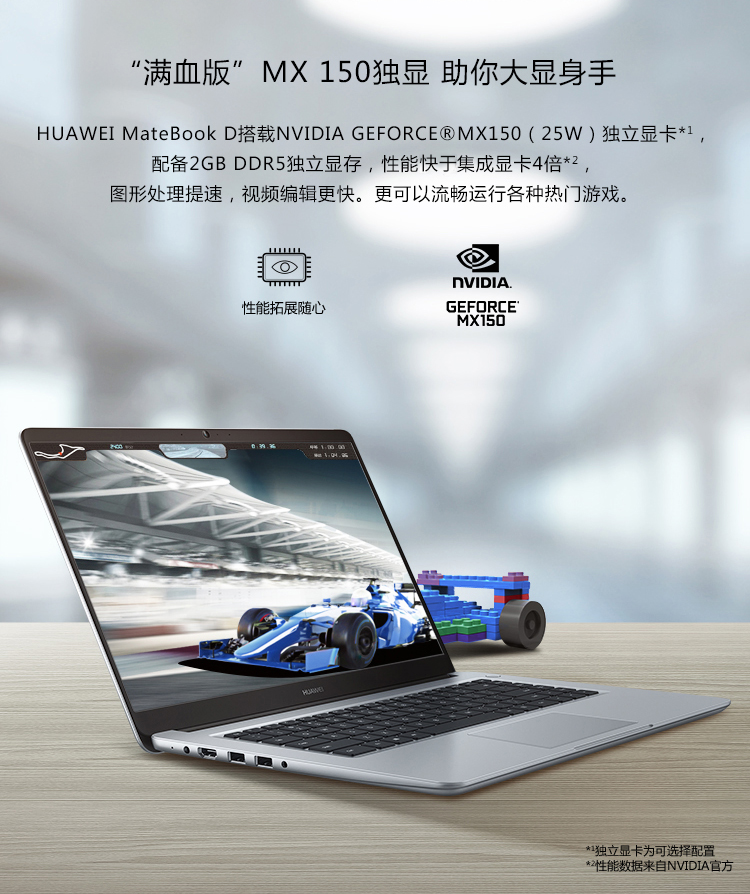 “满血版”MX 150独显 助你大显身手
HUAWEI MateBook D搭载NVIDIA GEFORCE®MX150（25W）独立显卡*1，
配备2GB DDR5独立显存，性能快于集成显卡4倍*2，
图形处理提速，视频编辑更快。更可以流畅运行各种热门游戏。
性能拓展随心
NVIDIA.
GEFORCE
MX150
HUAWEI
*1独立显卡为可选择配置
*2性能数据来自NVIDIA官方